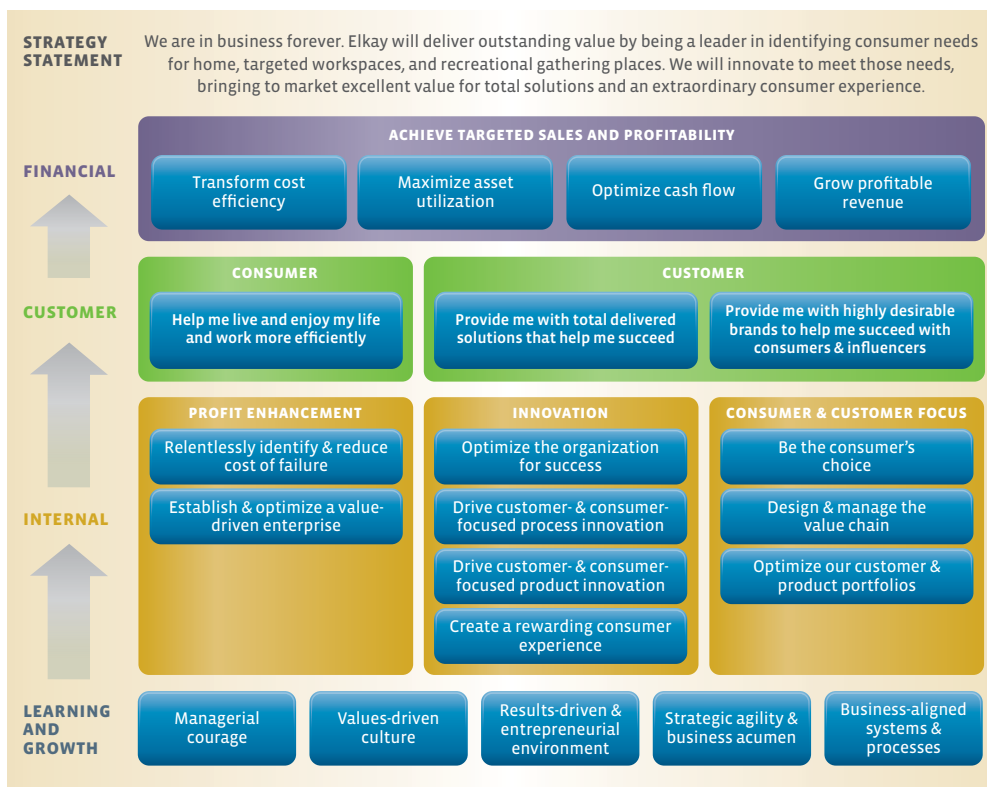 STRATEGY
STATEMENT
We are in business forever. Elkay will deliver outstanding value by being a leader in identifying consumer needs
for home, targeted workspaces, and recreational gathering places. We will innovate to meet those needs,
bringing to market excellent value for total solutions and an extraordinary consumer experience.
FINANCIAL
ACHIEVE TARGETED SALES AND PROFITABILITY
Transform cost
efficiency
Maximize asset
utilization
Optimize cash flow
Grow profitable
revenue
CUSTOMER
CONSUMER
Help me live and enjoy my life
and work more efficiently
CUSTOMER
Provide me with total delivered
solutions that help me succeed
Provide me with highly desirable
brands to help me succeed with
consumers & influencers
INTERNAL
PROFIT ENHANCEMENT
Relentlessly identify & reduce
cost of failure
Establish & optimize a value-
driven enterprise
INNOVATION
Optimize the organization
for success
Drive customer- & consumer-
focused process innovation
Drive customer- & consumer-
focused product innovation
Create a rewarding consumer
experience
CONSUMER & CUSTOMER FOCUS
Be the consumer's
choice
Design & manage the
value chain
Optimize our customer &
product portfolios
LEARNING
AND
GROWTH
Managerial
courage
Values-driven
culture
Results-driven &
entrepreneurial
environment
Strategic agility &
business acumen
Business-aligned
systems &
processes